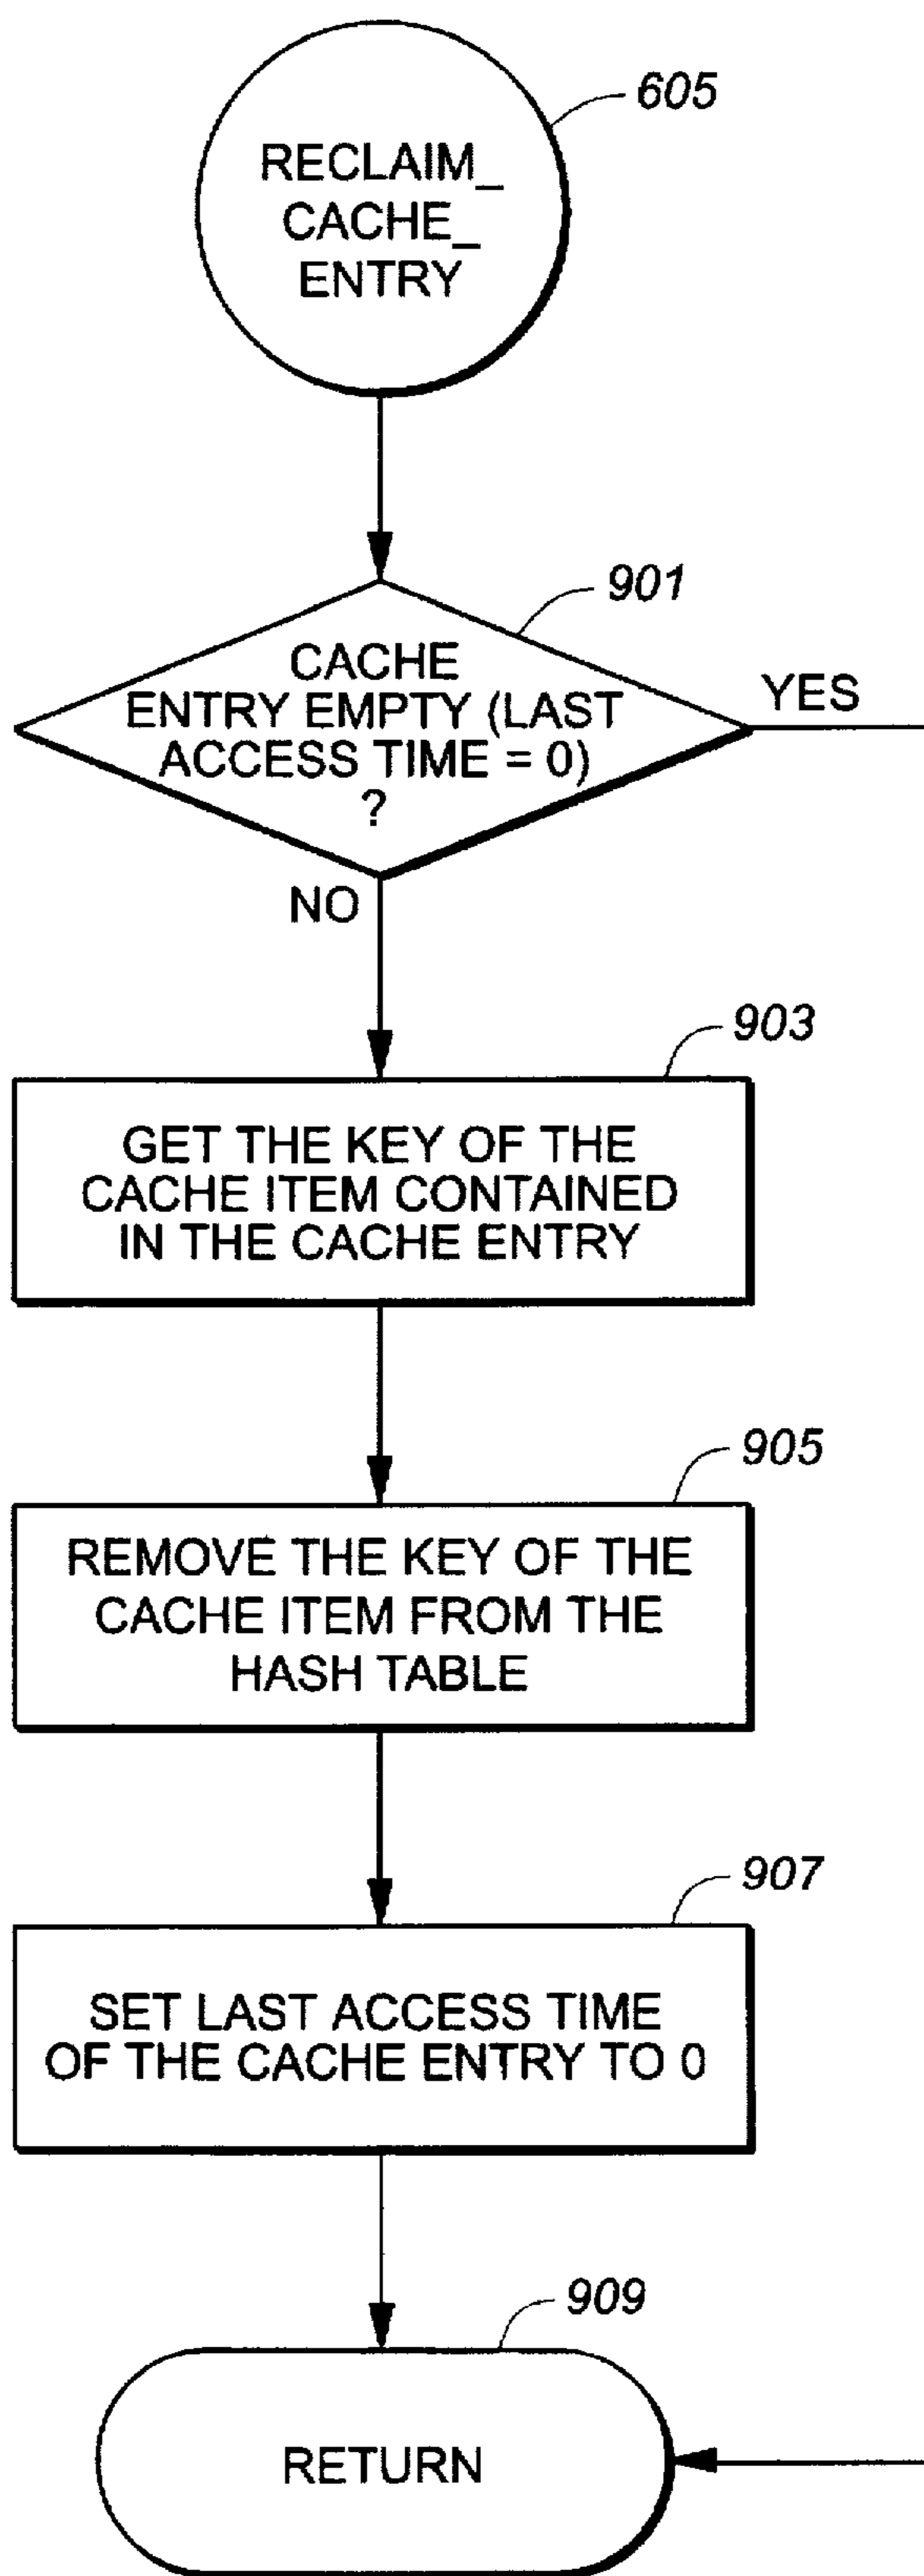 605
RECLAIM_
CACHE_
ENTRY
901
CACHE
ENTRY EMPTY (LAST
ACCESS TIME = 0)
?
YES
NO
903
GET THE KEY OF THE
CACHE ITEM CONTAINED
IN THE CACHE ENTRY
905
REMOVE THE KEY OF THE
CACHE ITEM FROM THE
HASH TABLE
907
SET LAST ACCESS TIME
OF THE CACHE ENTRY TO 0
909
RETURN